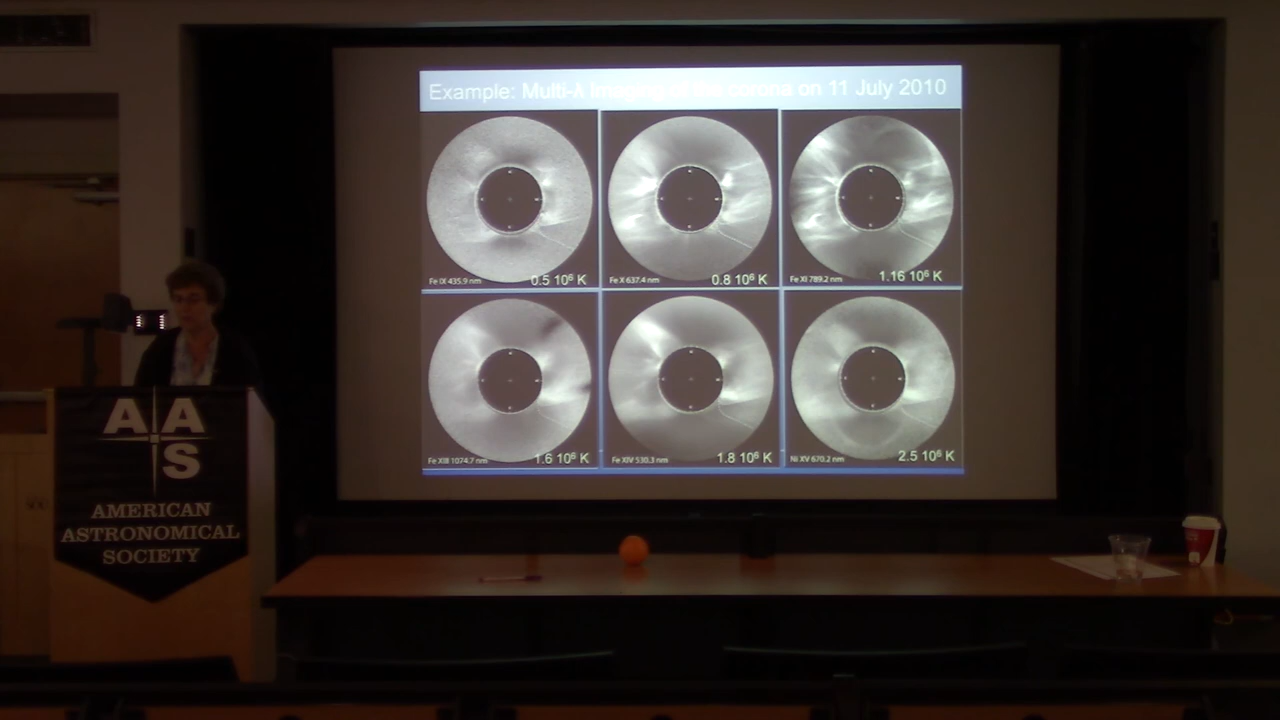 Example: Multi-λ Imaging of the corona on 11 July 2010
Fe IX 435.9 nm 0.5 10⁶ K
Fe X 637.4 nm 0.8 10⁶ K
Fe XI 789.2 nm 1.16 10⁶ K
Fe XIII 1074.7 nm 1.6 10⁶ K
Fe XIV 530.3 nm 1.8 10⁶ K
Ni XV 670.2 nm 2.5 10⁶ K
AAS
AMERICAN
ASTRONOMICAL
SOCIETY